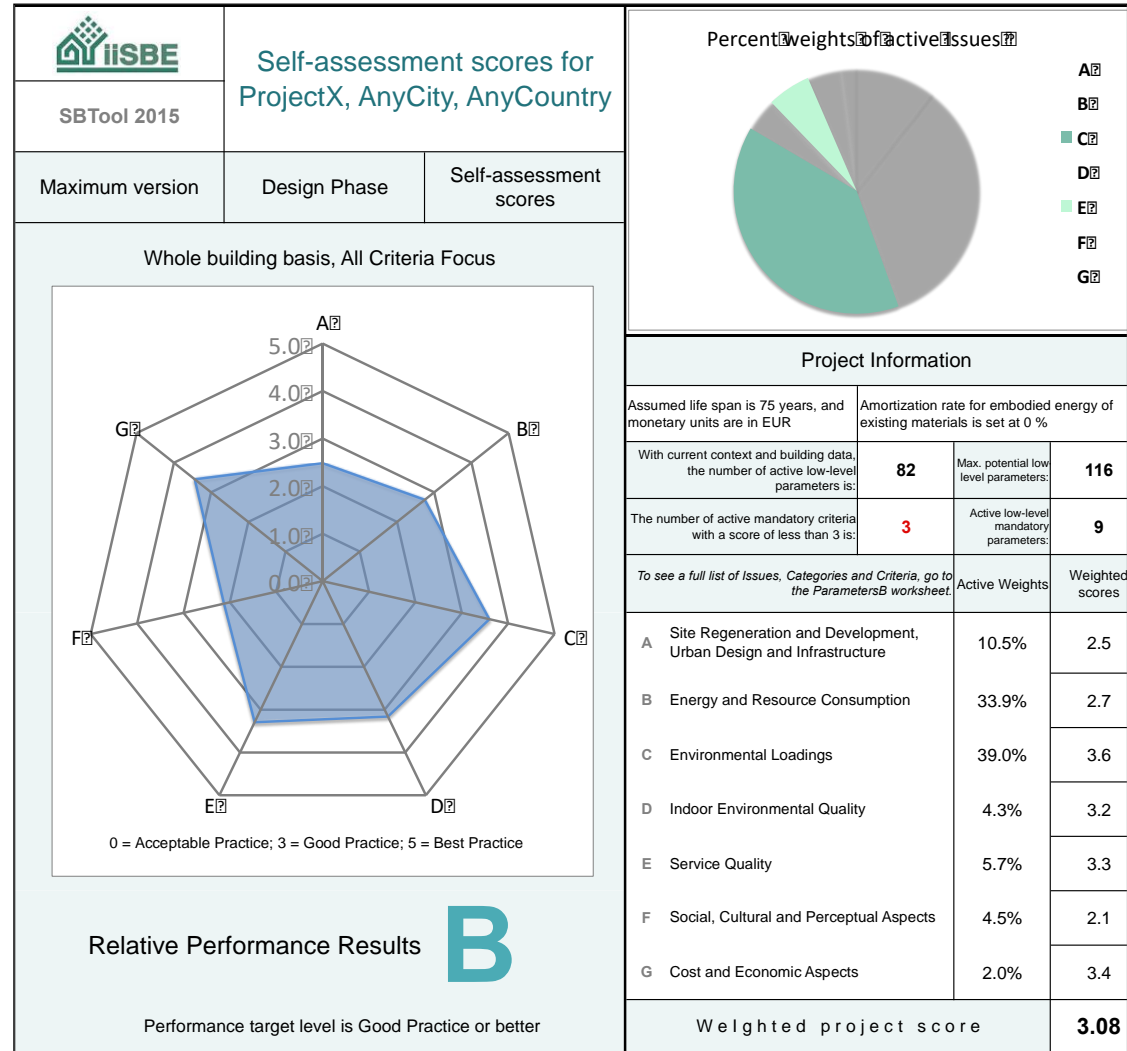 iiSBE
SBTool 2015
Self-assessment scores for
ProjectX, AnyCity, AnyCountry
Maximum version
Design Phase
Self-assessment
scores
Whole building basis, All Criteria Focus
A
5.0
4.0
3.0
2.0
1.0
0.0
G
B
F
C
E
D
0 = Acceptable Practice; 3 = Good Practice; 5 = Best Practice
Relative Performance Results B
Performance target level is Good Practice or better
Percent weights of active Issues
A
B
C
D
E
F
G
Project Information
Assumed life span is 75 years, and
monetary units are in EUR
Amortization rate for embodied energy of
existing materials is set at 0 %
With current context and building data,
the number of active low-level
parameters is:
82
Max. potential low-
level parameters:
116
The number of active mandatory criteria
with a score of less than 3 is:
3
Active low-level
mandatory
parameters:
9
To see a full list of Issues, Categories and Criteria, go to
the ParametersB worksheet.
Active Weights
Weighted
scores
A Site Regeneration and Development,
Urban Design and Infrastructure
10.5% 2.5
B Energy and Resource Consumption 33.9% 2.7
C Environmental Loadings 39.0% 3.6
D Indoor Environmental Quality 4.3% 3.2
E Service Quality 5.7% 3.3
F Social, Cultural and Perceptual Aspects 4.5% 2.1
G Cost and Economic Aspects 2.0% 3.4
Weighted project score 3.08